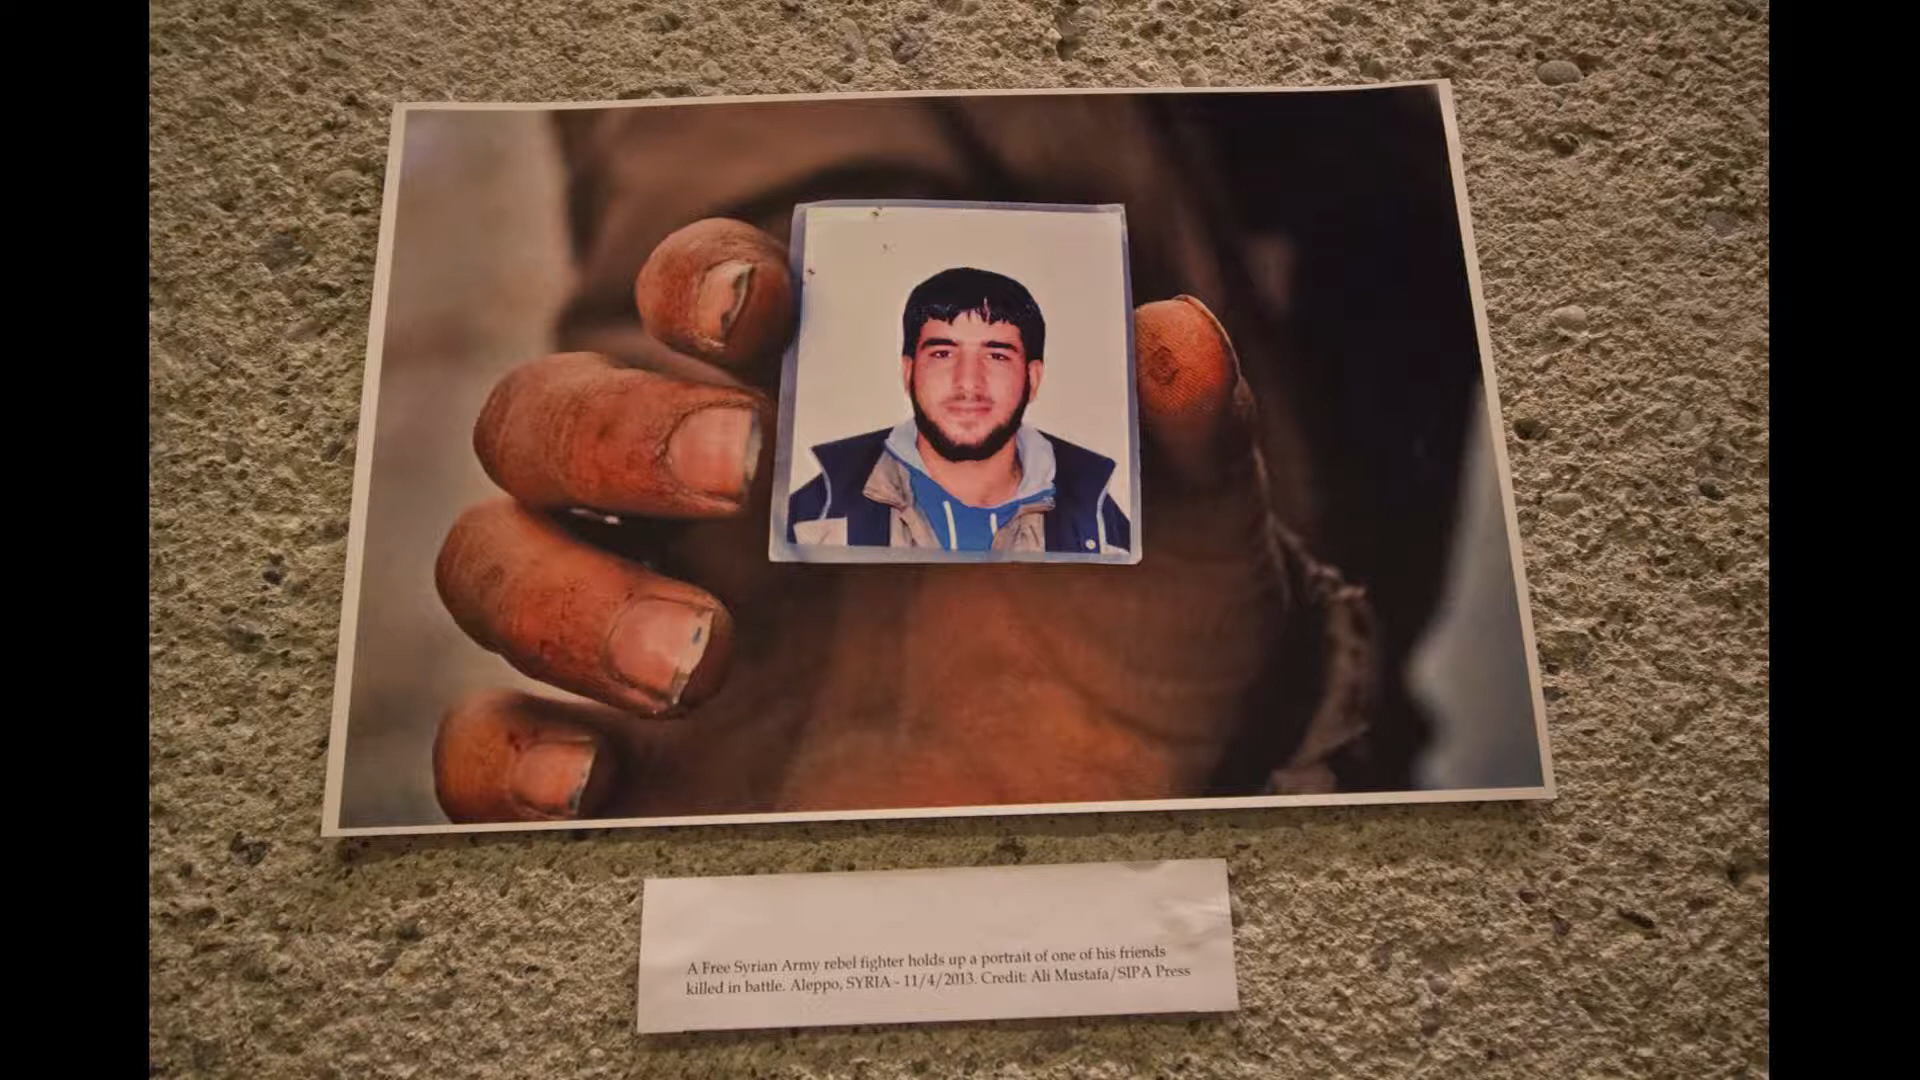 A Free Syrian Army rebel fighter holds up a portrait of one of his friends
killed in battle. Aleppo, SYRIA - 11/4/2013. Credit: Ali Mustafa/SIPA Press